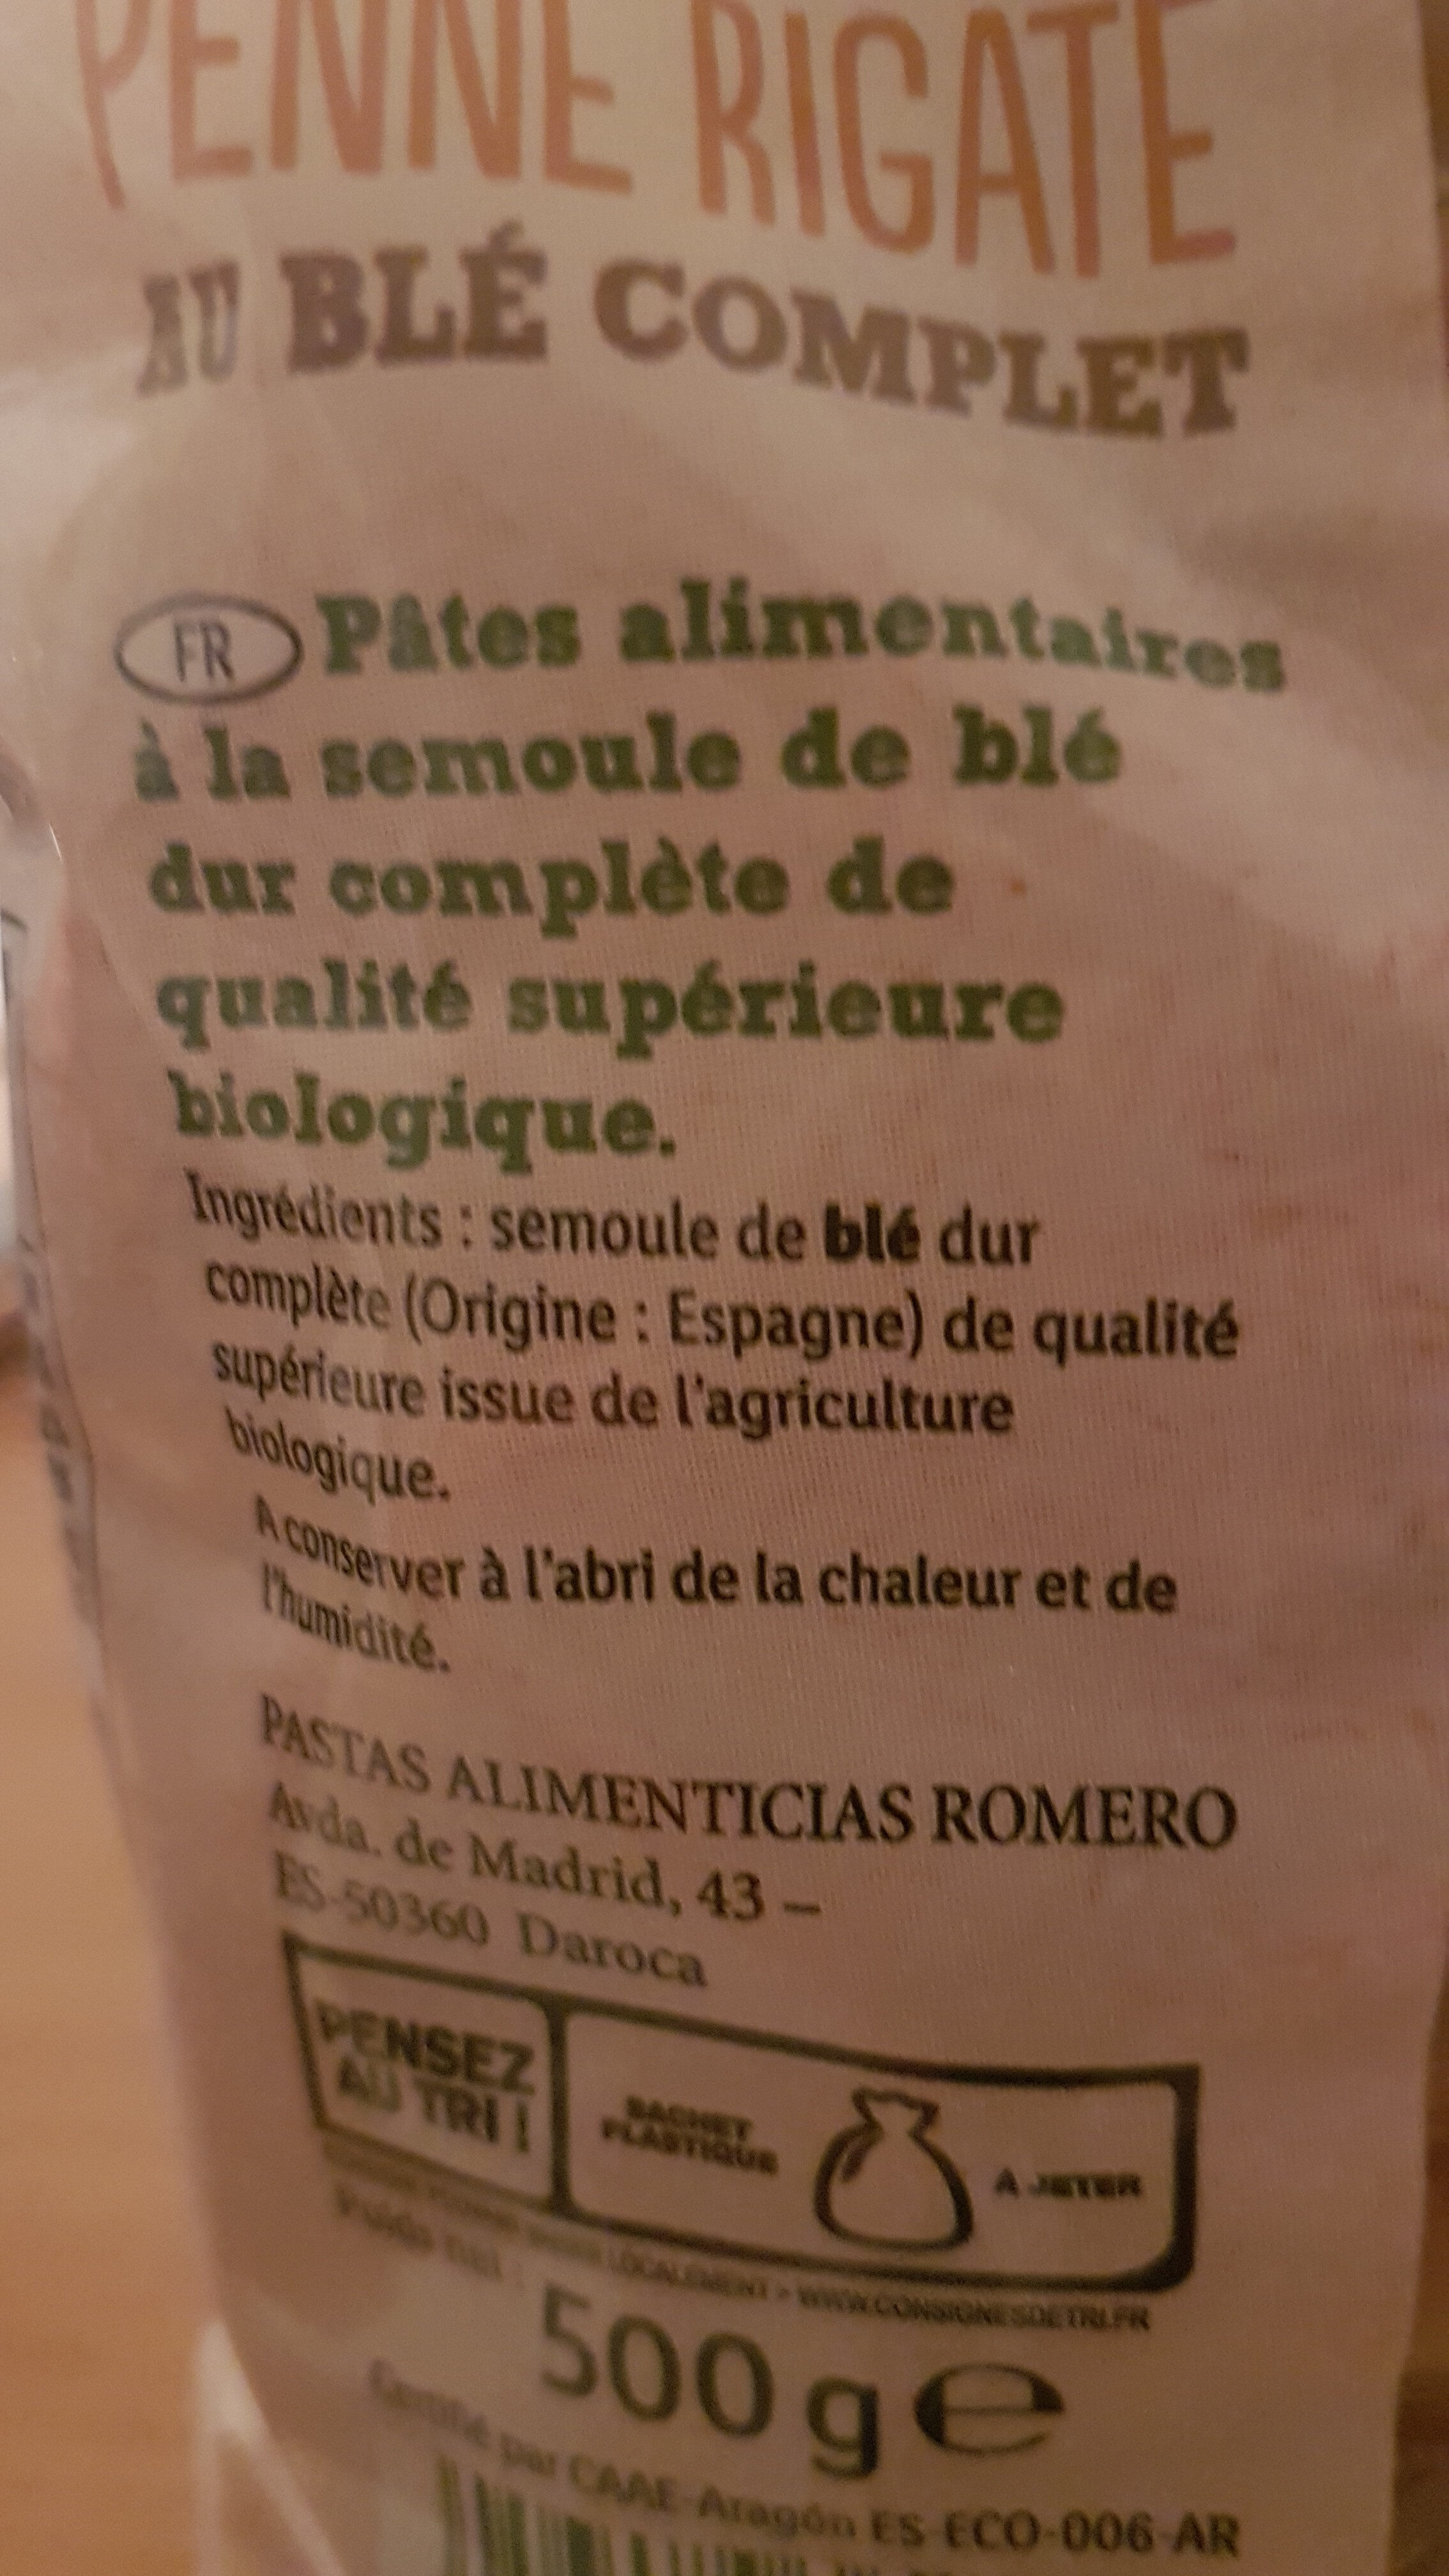 PENNE RIGATE
AU BLÉ COMPLET
FR Pâtes alimentaires
à la semoule de blé
dur complète de
qualité supérieure
biologique.
Ingrédients : semoule de blé dur
complète (Origine : Espagne) de qualité
supérieure issue de l'agriculture
biologique.
A conserver à l'abri de la chaleur et de
l'humidité.
PASTAS ALIMENTICIAS ROMERO
Avda. de Madrid, 43 –
ES-50360 Daroca
PENSEZ
AU TRI !
SACHET
PLASTIQUE
À JETER
LOCALEMENT > WWW.CONSIGNESDETRI.FR
Poids net :
500 g e
Certifié par CAAE-Aragón ES-ECO-006-AR